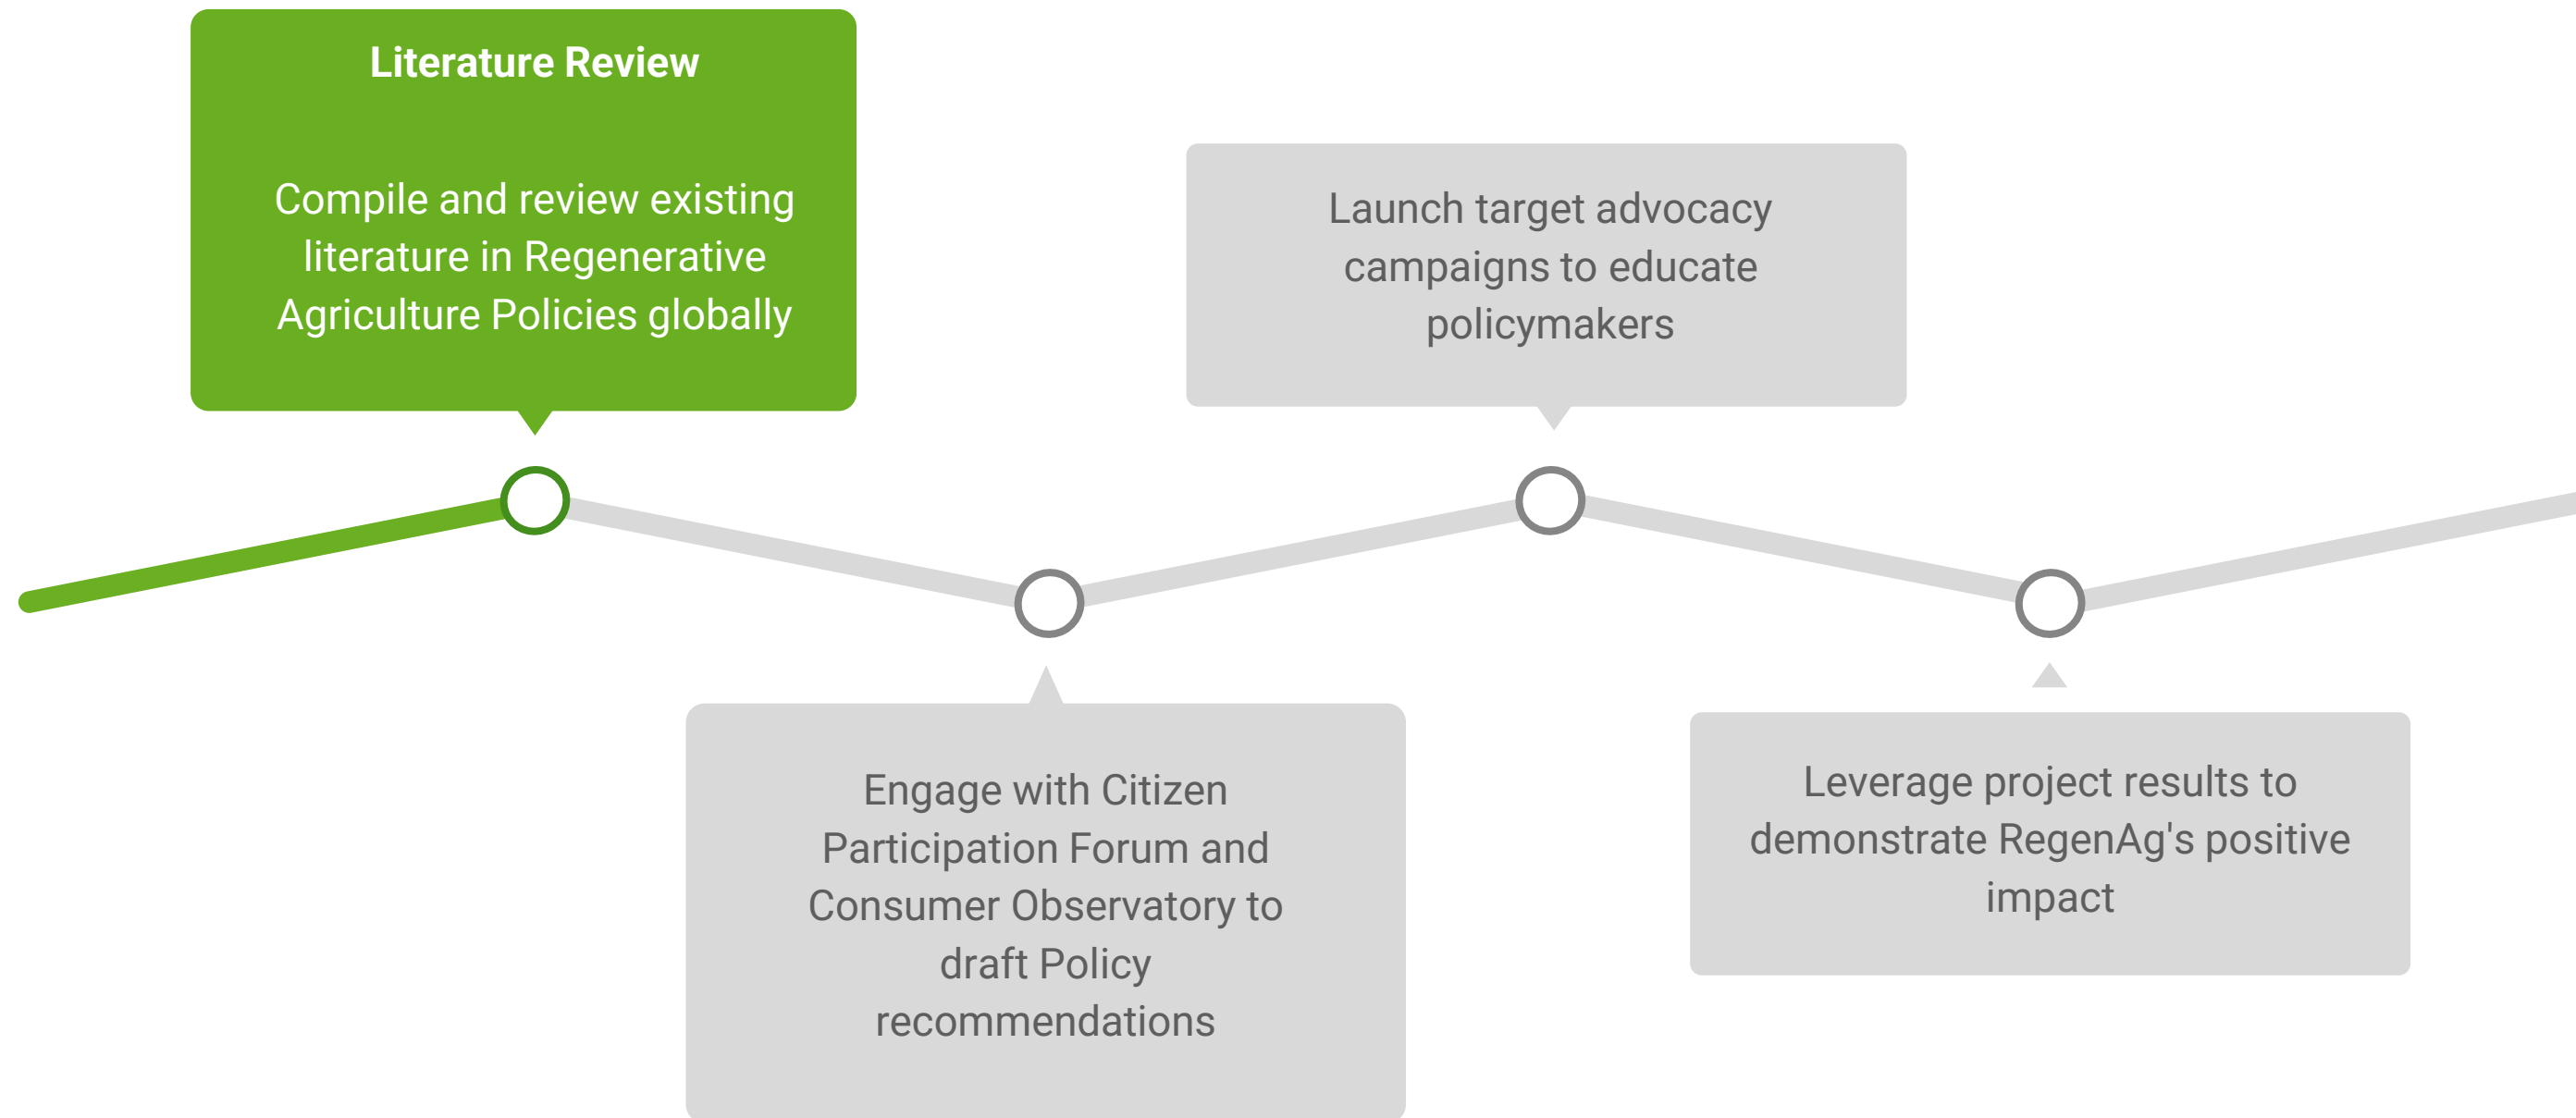 Literature Review
Compile and review existing
literature in Regenerative
Agriculture Policies globally
Engage with Citizen
Participation Forum and
Consumer Observatory to
draft Policy
recommendations
Launch target advocacy
campaigns to educate
policymakers
Leverage project results to
demonstrate RegenAg's positive
impact